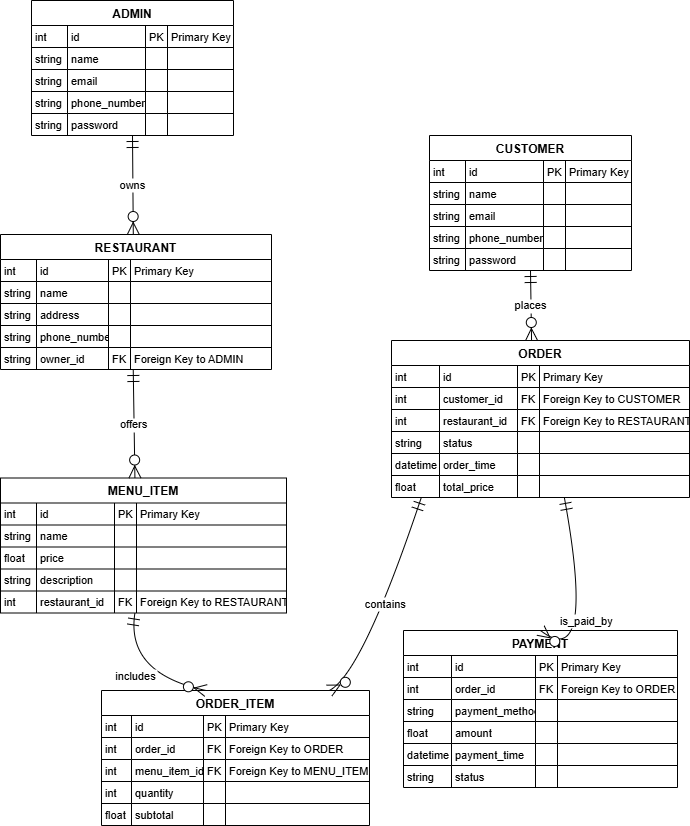 ADMIN
int id PK Primary Key
string name
string email
string phone_number
string password
owns
RESTAURANT
int id PK Primary Key
string name
string address
string phone_numbe
string owner_id FK Foreign Key to ADMIN
offers
MENU_ITEM
int id PK Primary Key
string name
float price
string description
int restaurant_id FK Foreign Key to RESTAURANT
includes
CUSTOMER
int id PK Primary Key
string name
string email
string phone_number
string password
places
ORDER
int id PK Primary Key
int customer_id FK Foreign Key to CUSTOMER
int restaurant_id FK Foreign Key to RESTAURANT
string status
datetime order_time
float total_price
contains
is_paid_by
ORDER_ITEM
int id PK Primary Key
int order_id FK Foreign Key to ORDER
int menu_item_id FK Foreign Key to MENU_ITEM
int quantity
float subtotal
PAYMENT
int id PK Primary Key
int order_id FK Foreign Key to ORDER
string payment_metho
float amount
datetime payment_time
string status